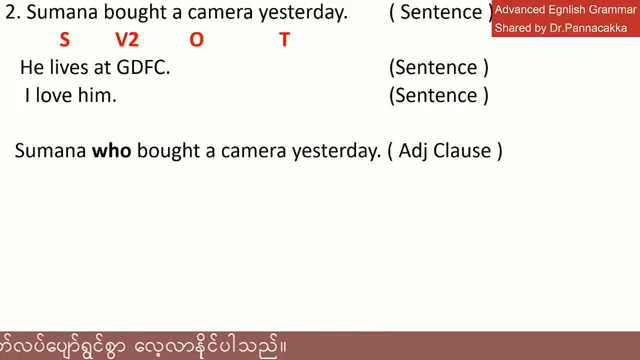 2. Sumana bought a camera yesterday. ( Sentence )
S V2 O T
He lives at GDFC. (Sentence )
I love him. (Sentence )
Sumana who bought a camera yesterday. ( Adj Clause )
Advanced Egnlish Grammar
Shared by Dr.Pannacakka
လပ်ပျော်ရွှင်စွာ လေ့လာနိုင်ပါသည်။